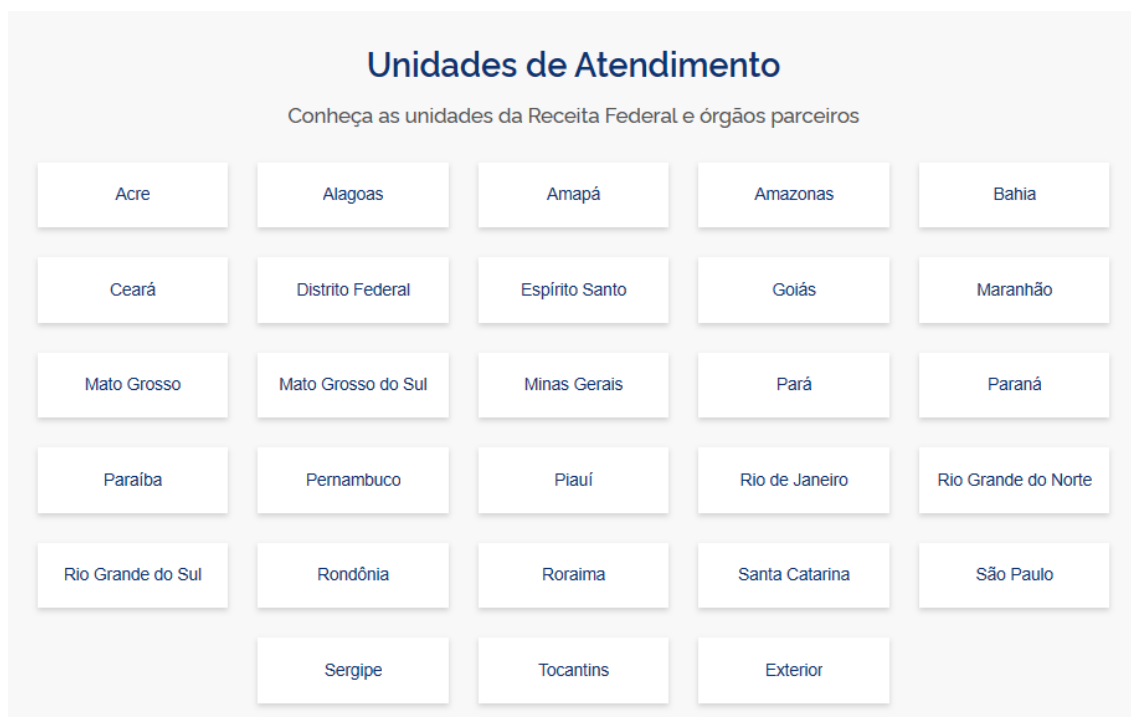 Unidades de Atendimento
Conheça as unidades da Receita Federal e órgãos parceiros
Acre
Alagoas
Amapá
Amazonas
Bahia
Ceará
Distrito Federal
Espírito Santo
Goiás
Maranhão
Mato Grosso
Mato Grosso do Sul
Minas Gerais
Pará
Paraná
Paraíba
Pernambuco
Piauí
Rio de Janeiro
Rio Grande do Norte
Rio Grande do Sul
Rondônia
Roraima
Santa Catarina
São Paulo
Sergipe
Tocantins
Exterior